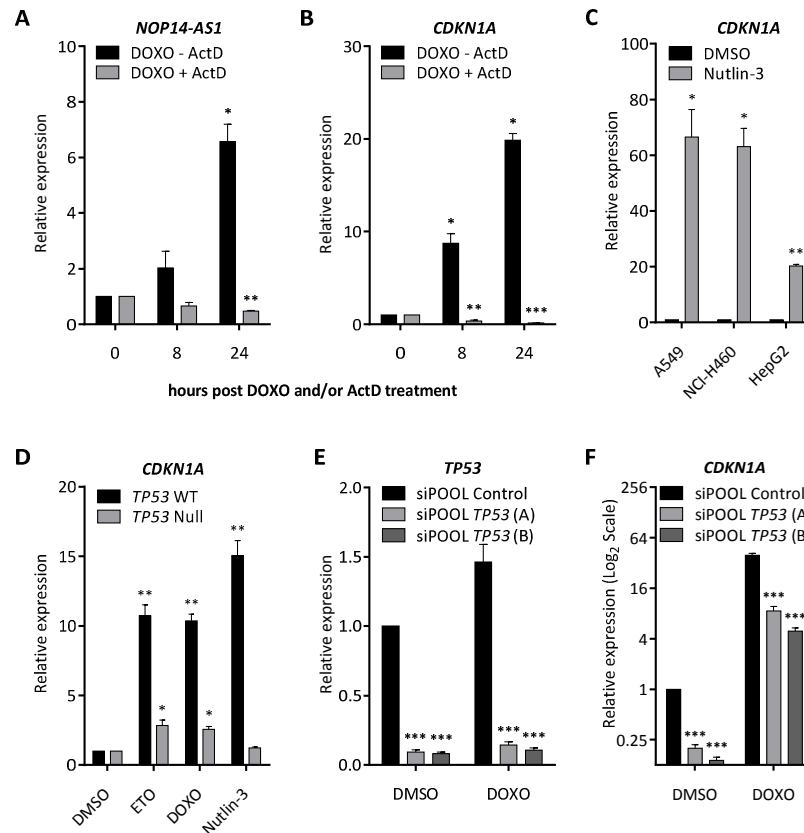 A
NOP14-AS1
DOXO - ActD
DOXO + ActD
Relative expression
10
8
6
4
2
0
*
**
0 8 24
B
CDKN1A
DOXO - ActD
DOXO + ActD
Relative expression
30
20
10
0
*
**
*
***
0 8 24
hours post DOXO and/or ActD treatment
C
CDKN1A
DMSO
Nutlin-3
Relative expression
100
80
60
40
20
0
*
*
**
A549
NCI-H460
HepG2
D
CDKN1A
TP53 WT
TP53 Null
Relative expression
20
15
10
5
0
**
*
**
*
**
DMSO
ETO
DOXO
Nutlin-3
E
TP53
siPOOL Control
siPOOL TP53 (A)
siPOOL TP53 (B)
Relative expression
2.0
1.5
1.0
0.5
0.0
*** ***
*** ***
DMSO DOXO
F
CDKN1A
siPOOL Control
siPOOL TP53 (A
siPOOL TP53 (B
Relative expression (Log₂ Scale)
256
64
16
4
1
0.25
***
***
***
***
DMSO DOXO